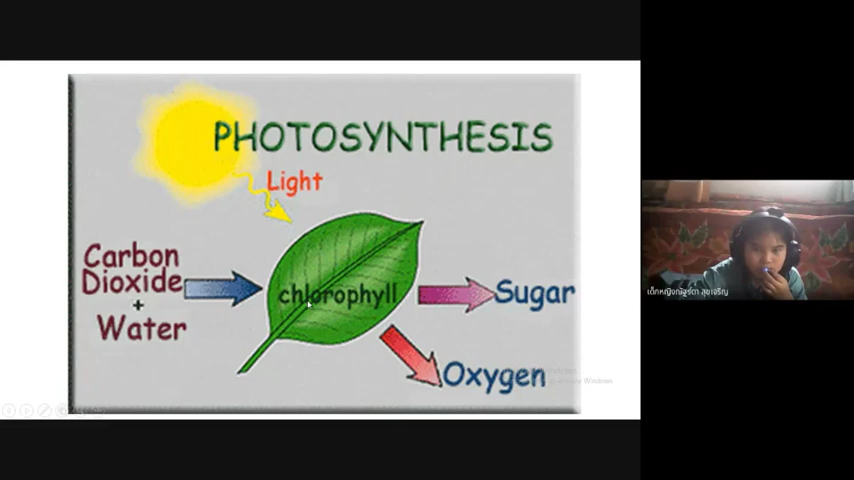 PHOTOSYNTHESIS
Light
Carbon
Dioxide
+
Water
chlorophyll
Sugar
Oxygen
เด็กหญิงณัฐร์ดา สุขเจริญ